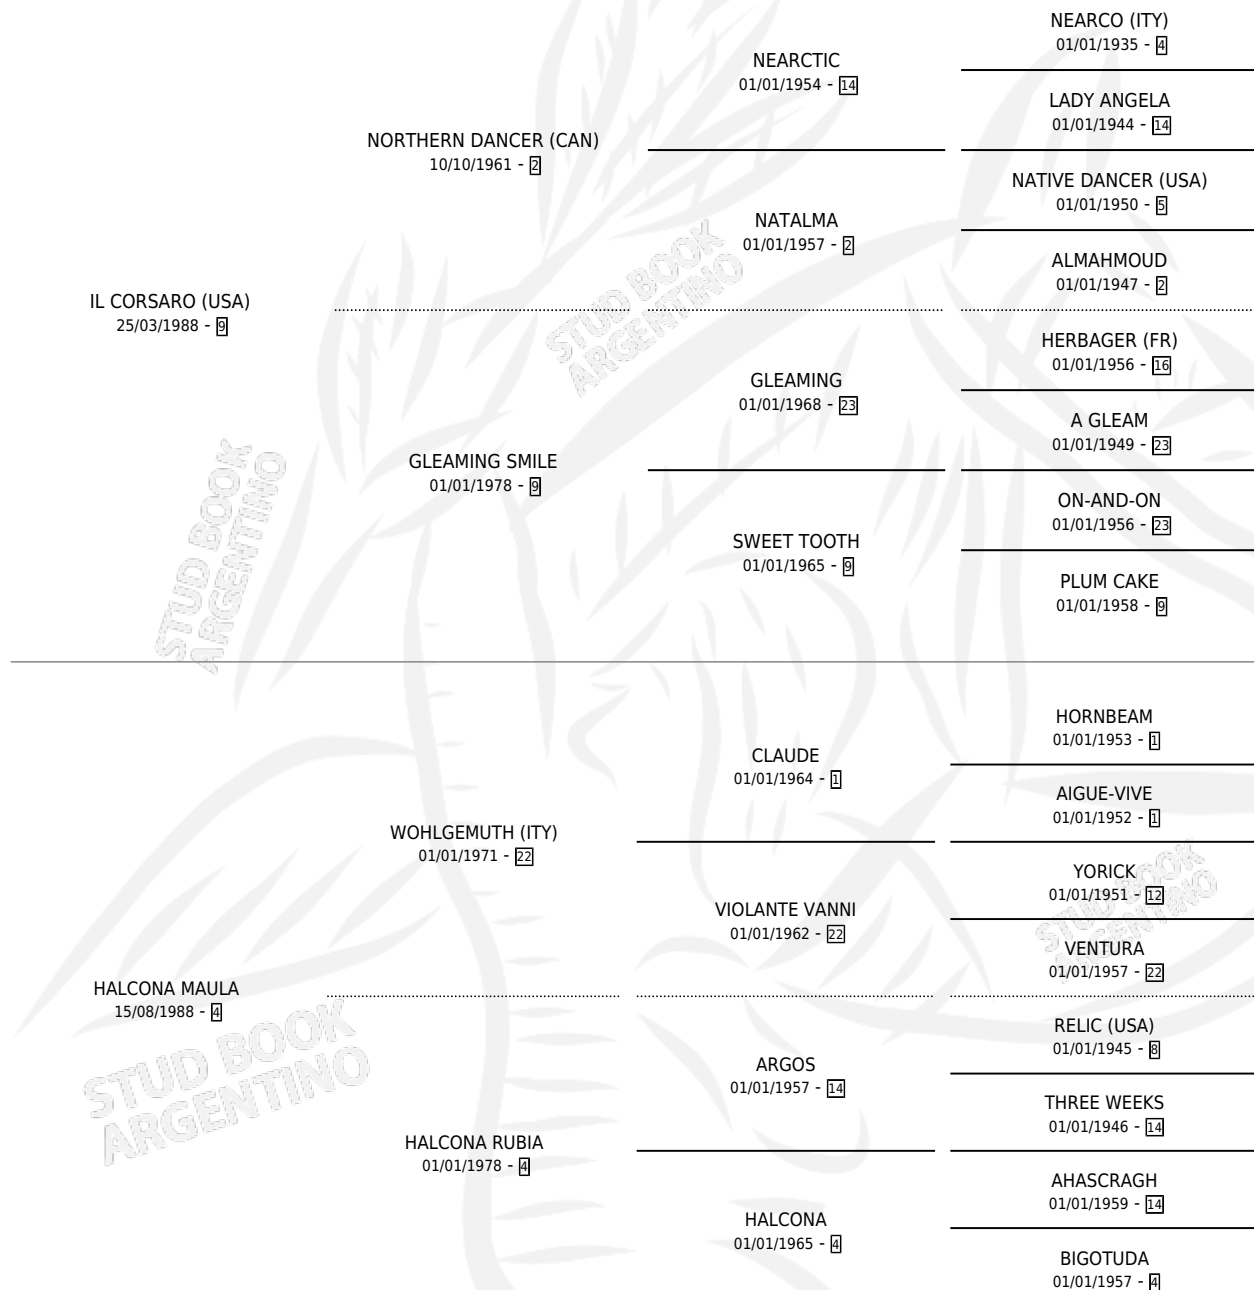 NEARCO (ITY)
01/01/1935 - 4
NEARCTIC
01/01/1954 - 14
LADY ANGELA
01/01/1944 - 14
NORTHERN DANCER (CAN)
10/10/1961 - 2
NATIVE DANCER (USA)
01/01/1950 - 5
NATALMA
01/01/1957 - 2
ALMAHMOUD
01/01/1947 - 2
IL CORSARO (USA)
25/03/1988 - 9
STUD BOOK
ARGENTINO
HERBAGER (FR)
01/01/1956 - 16
GLEAMING
01/01/1968 - 23
A GLEAM
01/01/1949 - 23
GLEAMING SMILE
01/01/1978 - 9
ON-AND-ON
01/01/1956 - 23
SWEET TOOTH
01/01/1965 - 9
PLUM CAKE
01/01/1958 - 9
STUD BOOK
ARGENTINO
HORNBEAM
01/01/1953 - 1
CLAUDE
01/01/1964 - 1
AIGUE-VIVE
01/01/1952 - 1
WOHLGEMUTH (ITY)
01/01/1971 - 22
YORICK
01/01/1951 - 12
VIOLANTE VANNI
01/01/1962 - 22
VENTURA
01/01/1957 - 22
STUD BOOK
ARGENTINO
HALCONA MAULA
15/08/1988 - 4
RELIC (USA)
01/01/1945 - 8
ARGOS
01/01/1957 - 14
THREE WEEKS
01/01/1946 - 14
STUD BOOK
ARGENTINO
HALCONA RUBIA
01/01/1978 - 4
AHASCRAGH
01/01/1959 - 14
HALCONA
01/01/1965 - 4
BIGOTUDA
01/01/1957 - 4